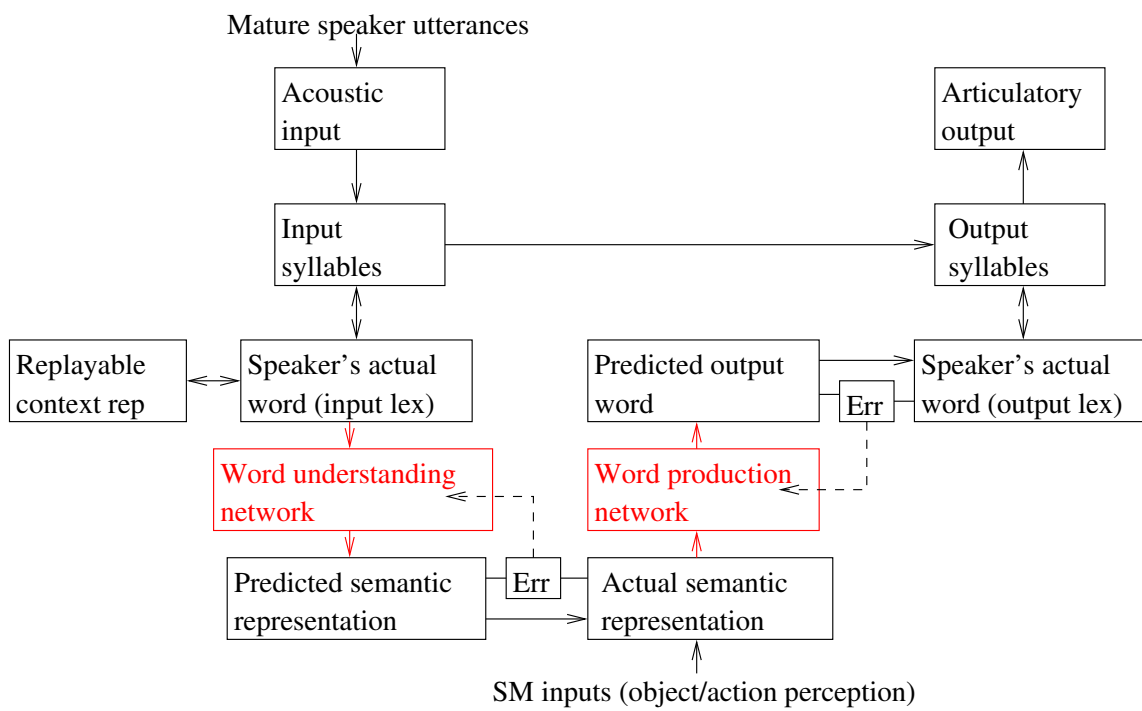 Mature speaker utterances
Acoustic
input
Articulatory
output
Input
syllables
Output
syllables
Replayable
context rep
Speaker's actual
word (input lex)
Predicted output
word
Err
Speaker's actual
word (output lex)
Word understanding
network
Word production
network
Predicted semantic
representation
Err
Actual semantic
representation
SM inputs (object/action perception)